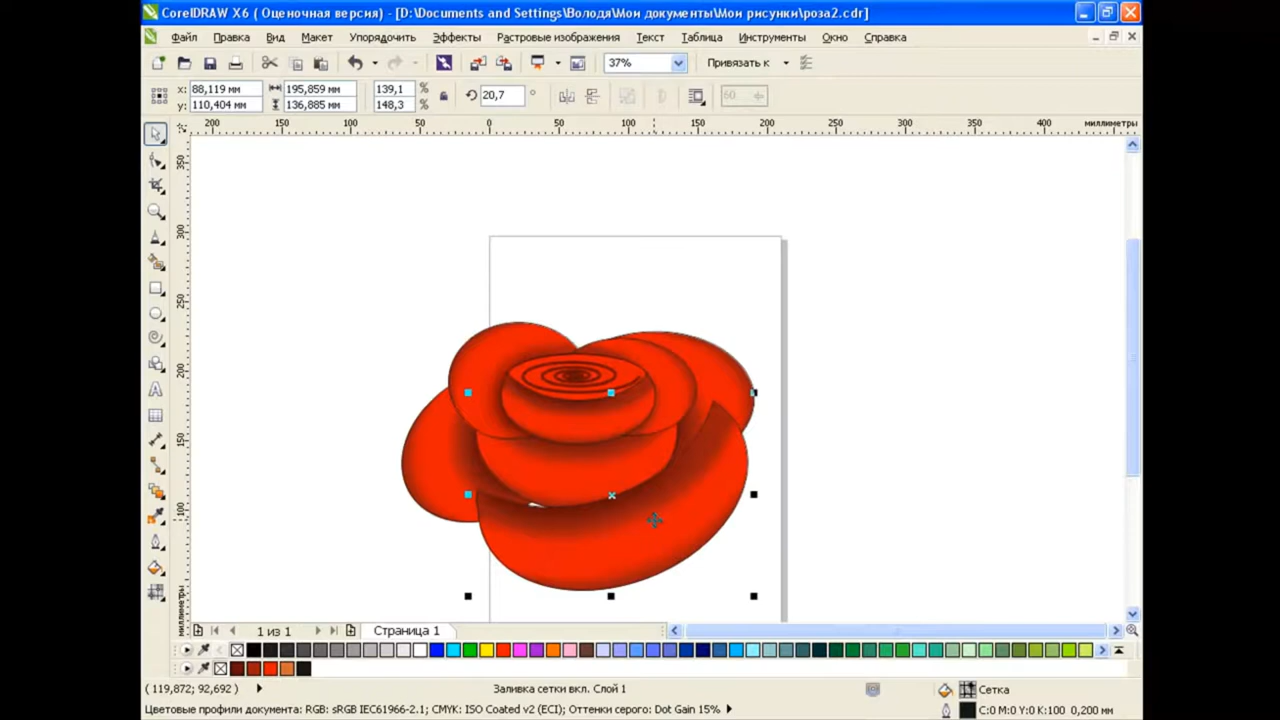 CorelDRAW X6 ( Оценочная версия) - [D:\Documents and Settings\Володя\Мои документы\Мои рисунки\роза2.cdr]
Файл Правка Вид Макет Упорядочить Эффекты Растровые изображения Текст Таблица Инструменты Окно Справка
37% Привязать к
x: 88,119 мм 195,859 мм 139,1 % 20,7 ° 60
y: 110,404 мм 136,885 мм 148,3 %
200 150 100 50 0 50 100 150 200 250 300 350 400 миллиметры
350
300
250
200
150
100
миллиметры
1 из 1 Страница 1
( 119,872; 92,692 ) Заливка сетки вкл. Слой 1 Сетка
Цветовые профили документа: RGB: sRGB IEC61966-2.1; CMYK: ISO Coated v2 (ECI); Оттенки серого: Dot Gain 15% C:0 M:0 Y:0 K:100 0,200 мм